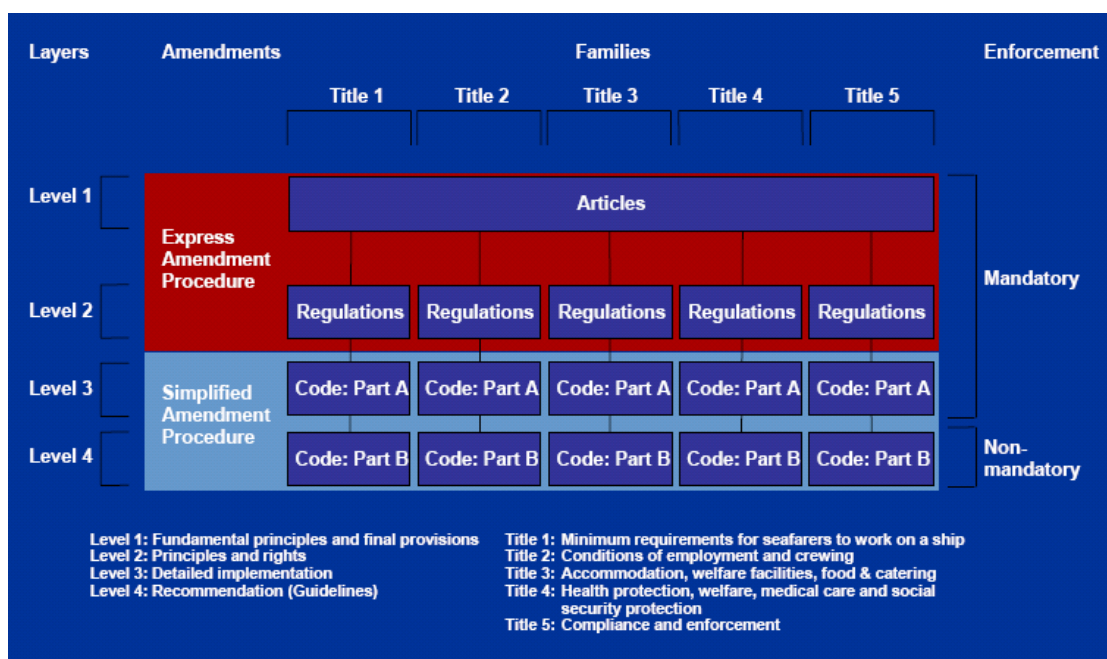 Layers Amendments Families Enforcement
Title 1 Title 2 Title 3 Title 4 Title 5
Level 1
Articles
Express
Amendment
Procedure
Mandatory
Level 2
Regulations Regulations Regulations Regulations Regulations
Level 3
Simplified
Amendment
Procedure
Code: Part A Code: Part A Code: Part A Code: Part A Code: Part A
Level 4
Code: Part B Code: Part B Code: Part B Code: Part B Code: Part B
Non-
mandatory
Level 1: Fundamental principles and final provisions
Level 2: Principles and rights
Level 3: Detailed implementation
Level 4: Recommendation (Guidelines)
Title 1: Minimum requirements for seafarers to work on a ship
Title 2: Conditions of employment and crewing
Title 3: Accommodation, welfare facilities, food & catering
Title 4: Health protection, welfare, medical care and social
security protection
Title 5: Compliance and enforcement